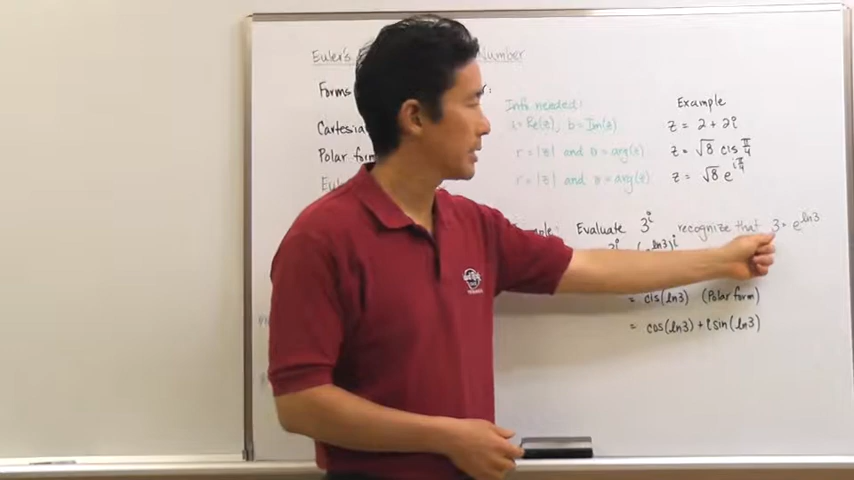 Euler's Number
Forms
Info needed:
Example
Cartesian
a = Re(z), b = Im(z)
z = 2 + 2i
Polar form
r = |z| and θ = arg(z)
z = √8 cis π/4
r = |z| and θ = arg(z)
z = √8 e^(iπ/4)
Evaluate 3^i recognize that 3 = e^(ln3)
cis(ln3) (Polar form)
= cos(ln3) + i sin(ln3)